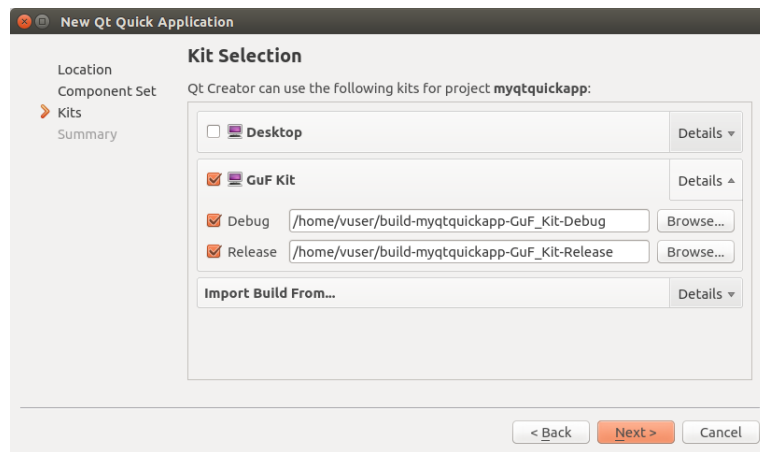 New Qt Quick Application
Location
Component Set
Kits
Summary
Kit Selection
Qt Creator can use the following kits for project myqtquickapp:
Desktop Details
GuF Kit Details
Debug /home/vuser/build-myqtquickapp-GuF_Kit-Debug Browse...
Release /home/vuser/build-myqtquickapp-GuF_Kit-Release Browse...
Import Build From... Details
< Back Next > Cancel